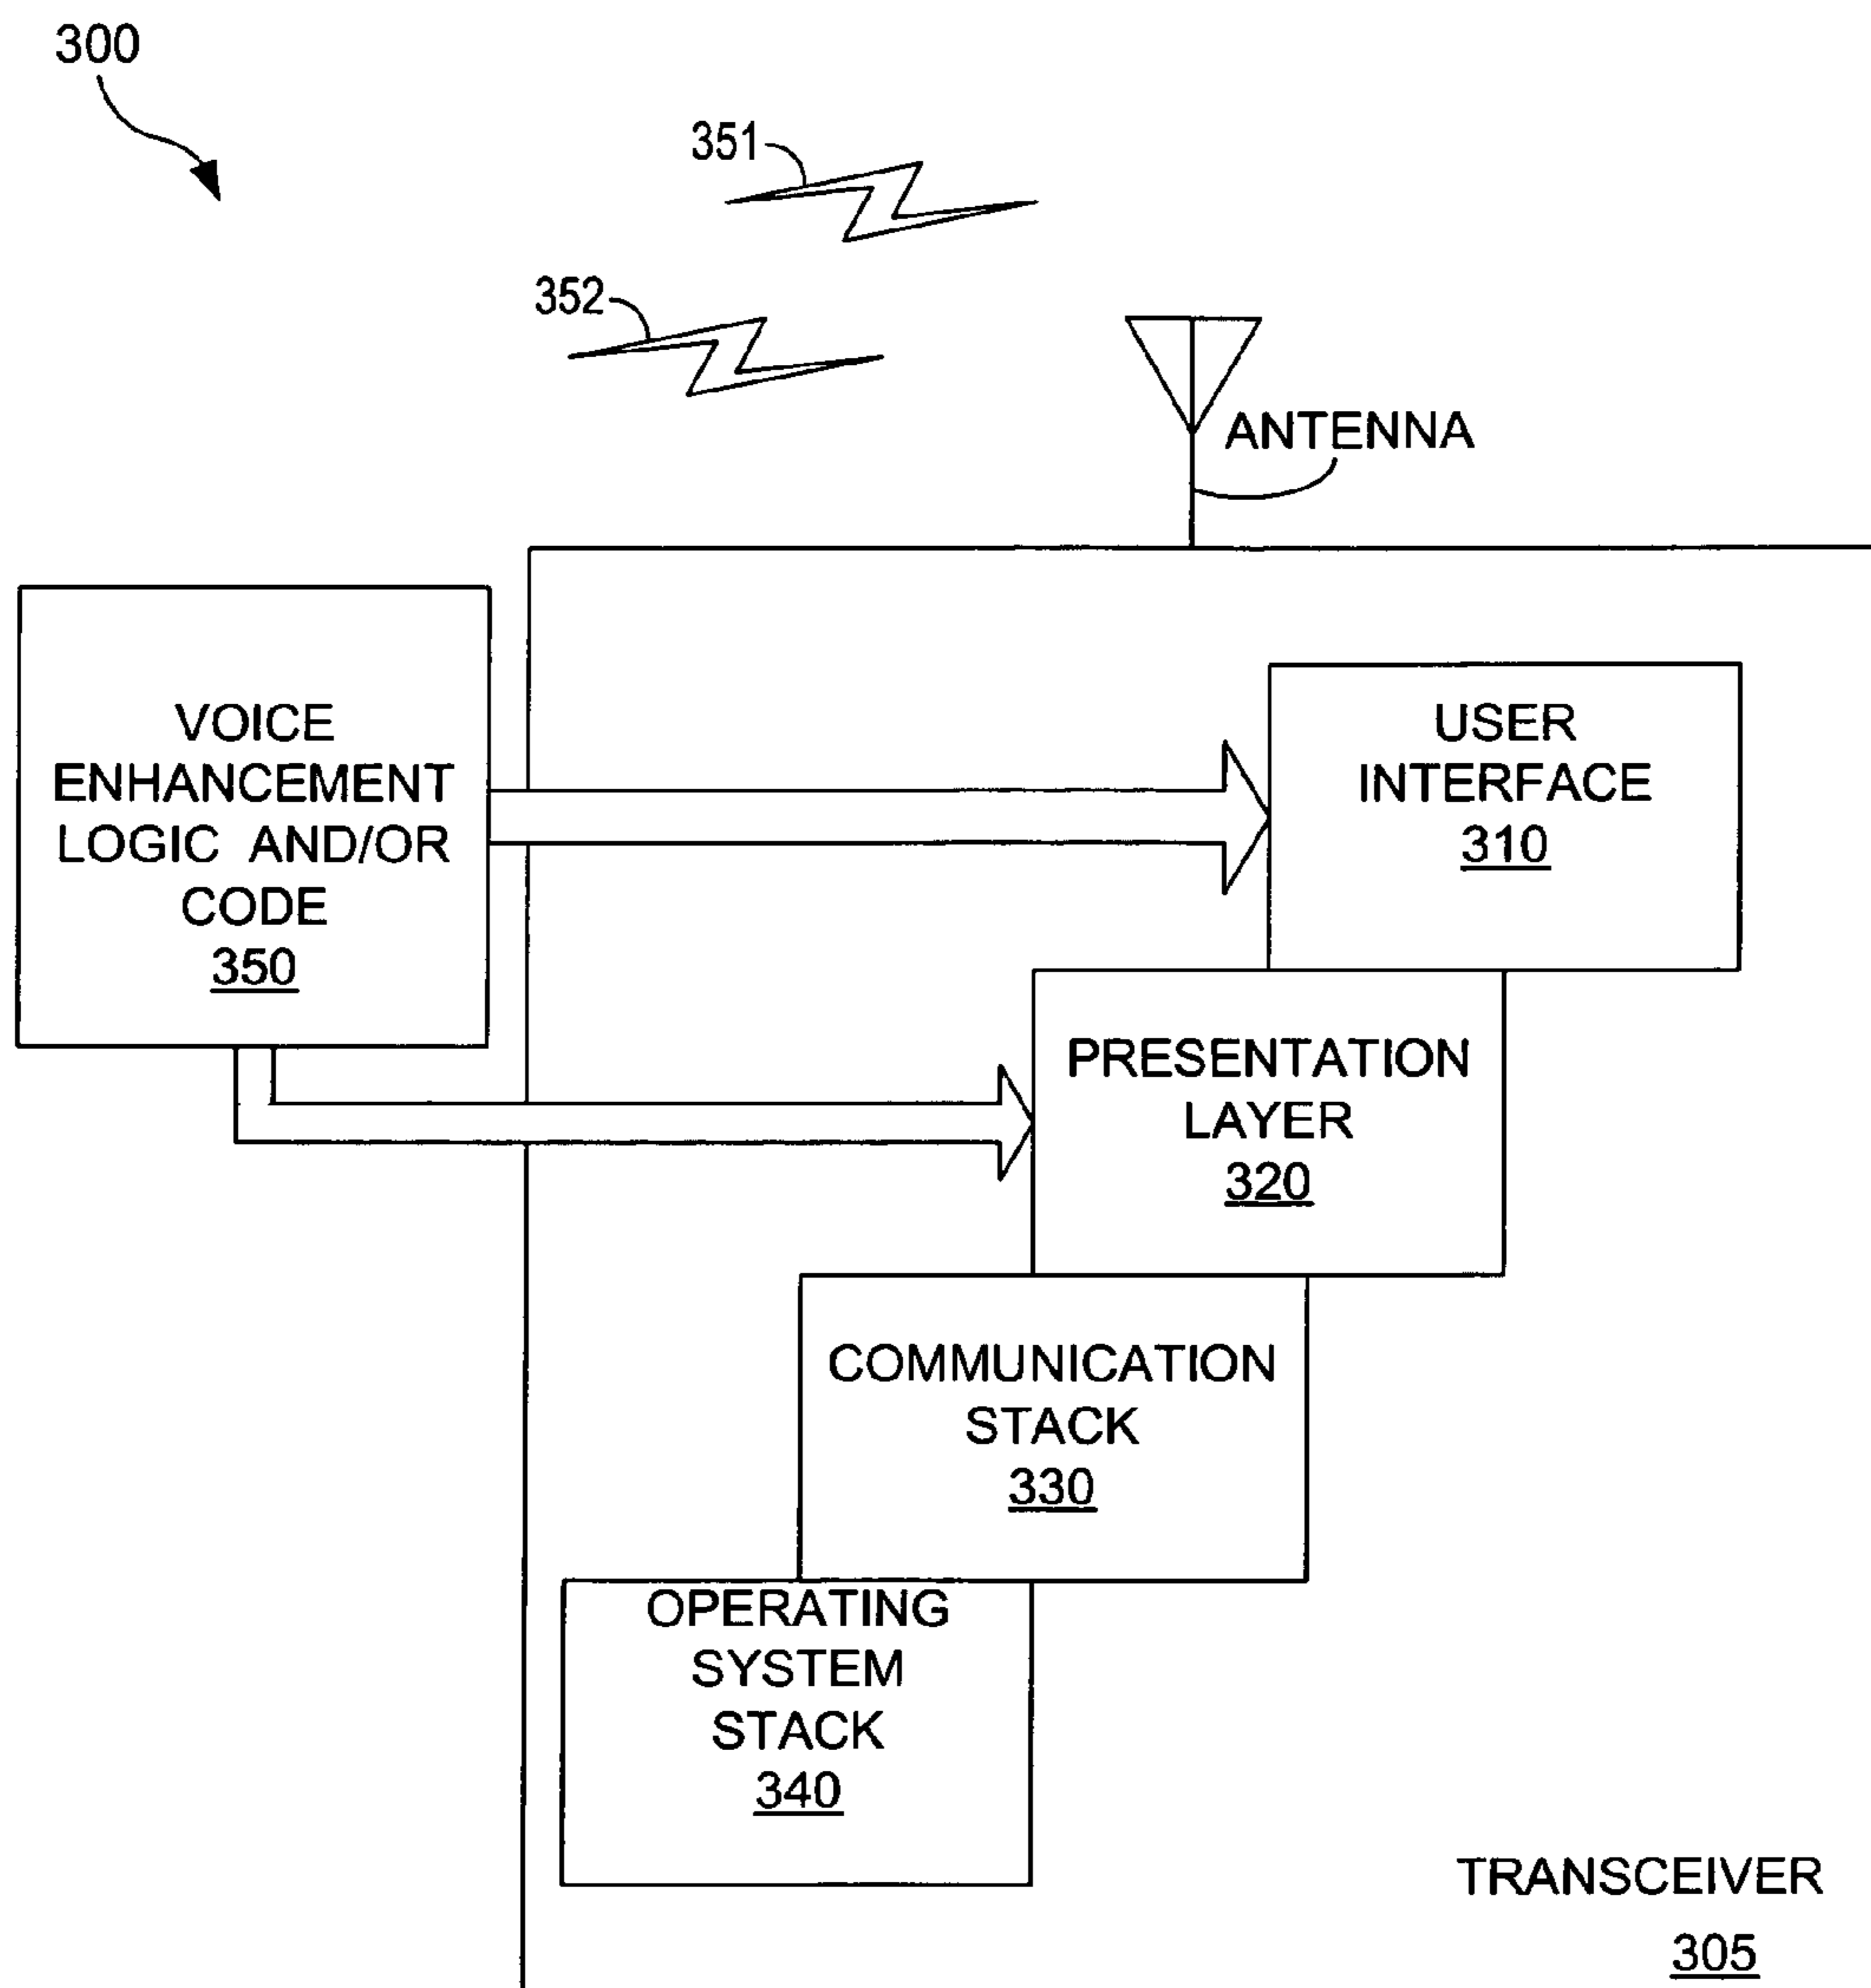 300
351
352
ANTENNA
VOICE
ENHANCEMENT
LOGIC AND/OR
CODE
350
USER
INTERFACE
310
PRESENTATION
LAYER
320
COMMUNICATION
STACK
330
OPERATING
SYSTEM
STACK
340
TRANSCEIVER
305